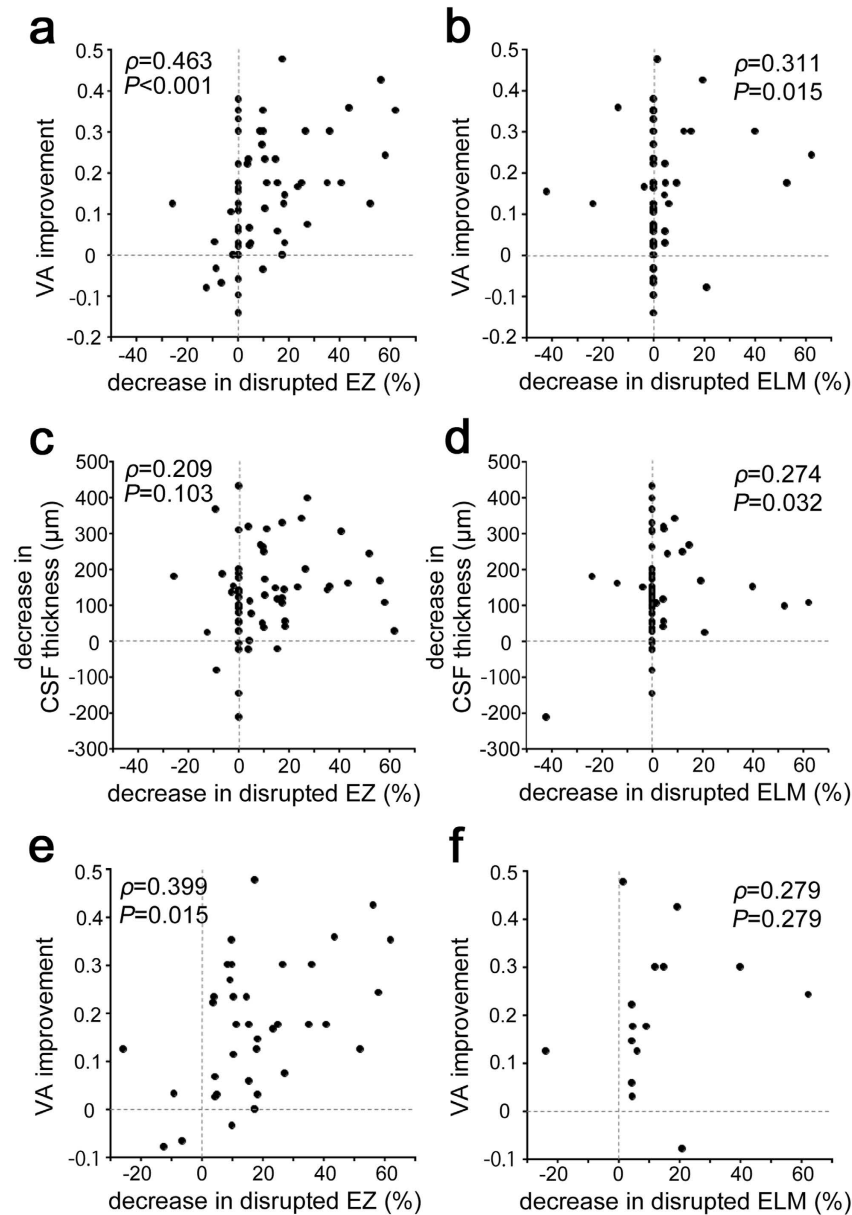 a
ρ=0.463
P<0.001
VA improvement
0.5
0.4
0.3
0.2
0.1
0
-0.1
-0.2
-20 0 20 40 60
decrease in disrupted EZ (%)
b
ρ=0.311
P=0.015
VA improvement
0.5
0.4
0.3
0.2
0.1
0
-0.1
-0.2
-40 -20 0 20 40 60
decrease in disrupted ELM (%)
c
ρ=0.209
P=0.103
decrease in
CSF thickness (μm)
500
400
300
200
100
0
-100
-200
-300
-40 -20 0 20 40 60
decrease in disrupted EZ (%)
d
ρ=0.274
P=0.032
decrease in
CSF thickness (μm)
500
400
300
200
100
0
-100
-200
-300
-40 -20 0 20 40 60
decrease in disrupted ELM (%)
e
ρ=0.399
P=0.015
VA improvement
0.5
0.4
0.3
0.2
0.1
0
-0.1
-20 0 20 40 60
decrease in disrupted EZ (%)
f
ρ=0.279
P=0.279
VA improvement
0.5
0.4
0.3
0.2
0.1
0
-0.1
-20 0 20 40 60
decrease in disrupted ELM (%)